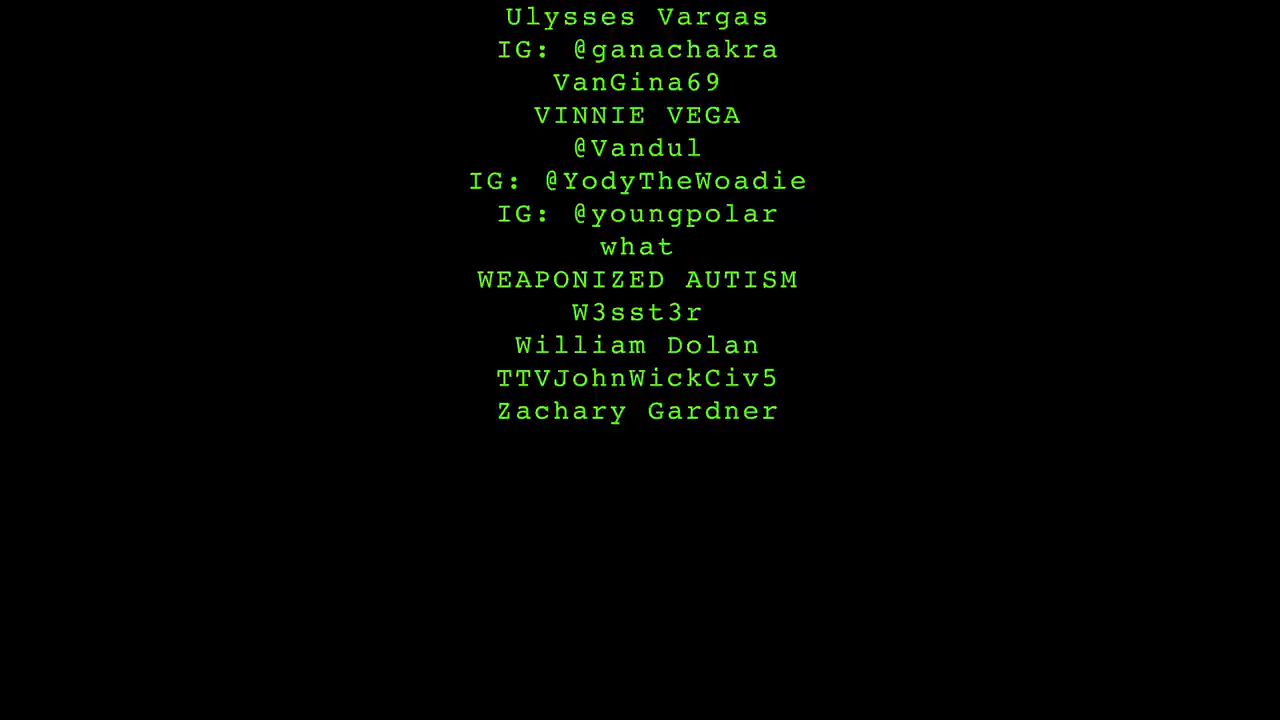 Ulysses Vargas
IG: @ganachakra
VanGina69
VINNIE VEGA
@Vandul
IG: @YodyTheWoadie
IG: @youngpolar
what
WEAPONIZED AUTISM
W3sst3r
William Dolan
TTVJohnWickCiv5
Zachary Gardner